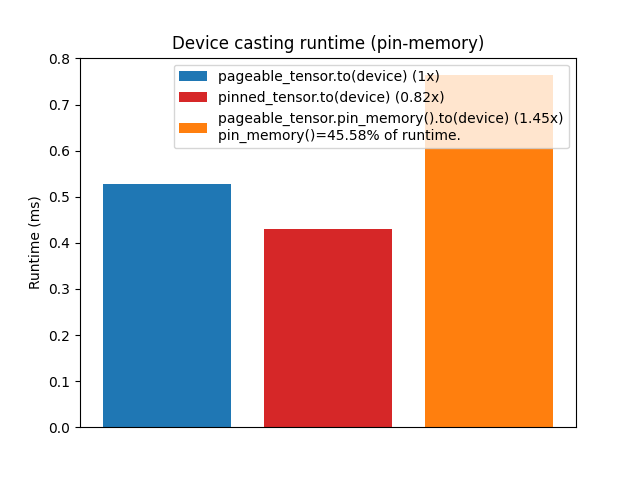 Device casting runtime (pin-memory)
pageable_tensor.to(device) (1x)
pinned_tensor.to(device) (0.82x)
pageable_tensor.pin_memory().to(device) (1.45x)
pin_memory()=45.58% of runtime.
Runtime (ms)
0.8
0.7
0.6
0.5
0.4
0.3
0.2
0.1
0.0